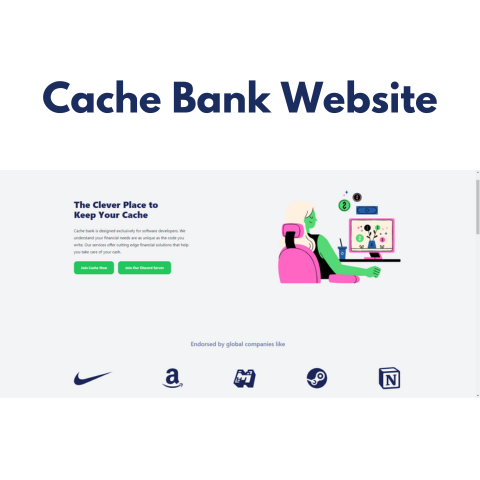 Cache Bank Website
The Clever Place to
Keep Your Cache
Cache bank is designed exclusively for software developers. We
understand your financial needs are as unique as the code you
write. Our services offer cutting edge financial solutions that help
you take care of your cash.
Join Cache Now
Join Our Discord Server
Endorsed by global companies like
a
N